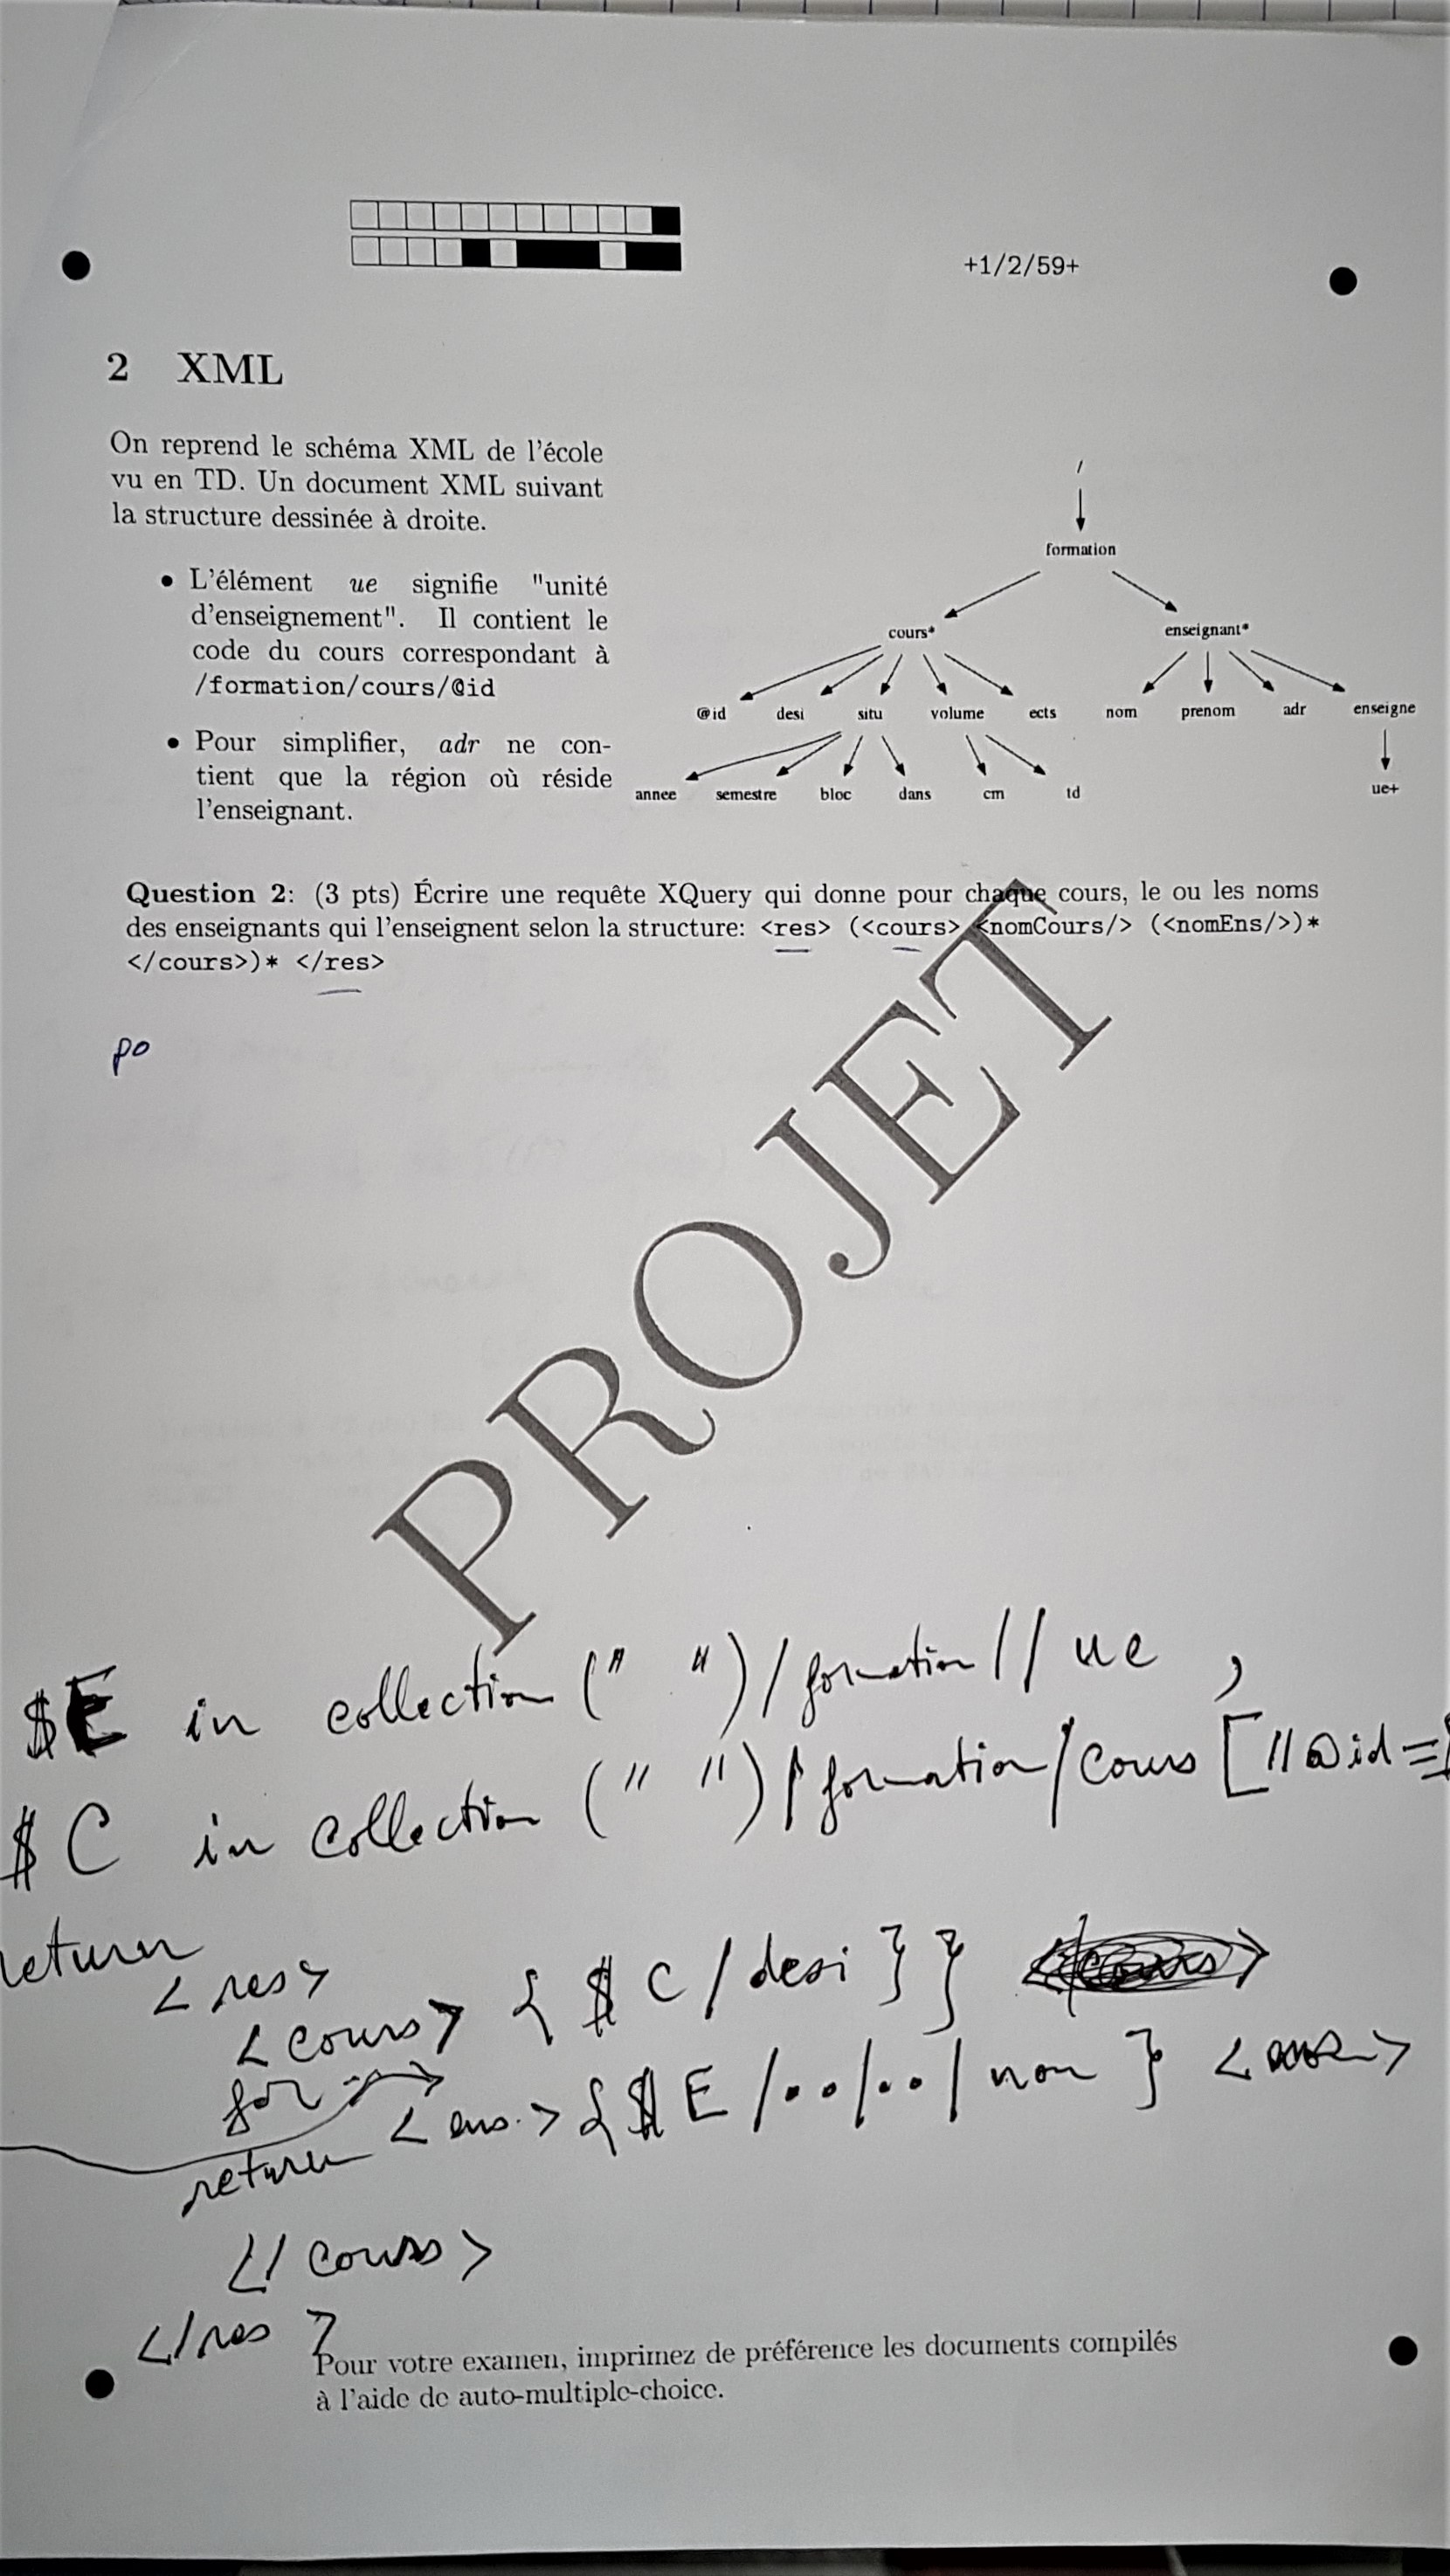 +1/2/59+
2 XML
On reprend le schéma XML de l'école
vu en TD. Un document XML suivant
la structure dessinée à droite.
• L'élément ue signifie "unité
d'enseignement". Il contient le
code du cours correspondant à
/formation/cours/@id
• Pour simplifier, adr ne con-
tient que la région où réside
l'enseignant.
/
formation
cours* enseignant*
@id desi situ volume ects nom prenom adr enseigne
annee semestre bloc dans cm td ue+
Question 2: (3 pts) Écrire une requête XQuery qui donne pour chaque cours, le ou les noms
des enseignants qui l'enseignent selon la structure: <res> (<cours> <nomCours/> (<nomEns/>)*
</cours>)* </res>
po
PROJET
$E in collection (" ")/formation//ue ,
$C in collection (" ")/formation/cours [//@id=
return
<res>
<cours> {$C/desi}}
for
<ens.> {$E/../../nom}
return
</cours>
</res>
Pour votre examen, imprimez de préférence les documents compilés
à l'aide de auto-multiple-choice.